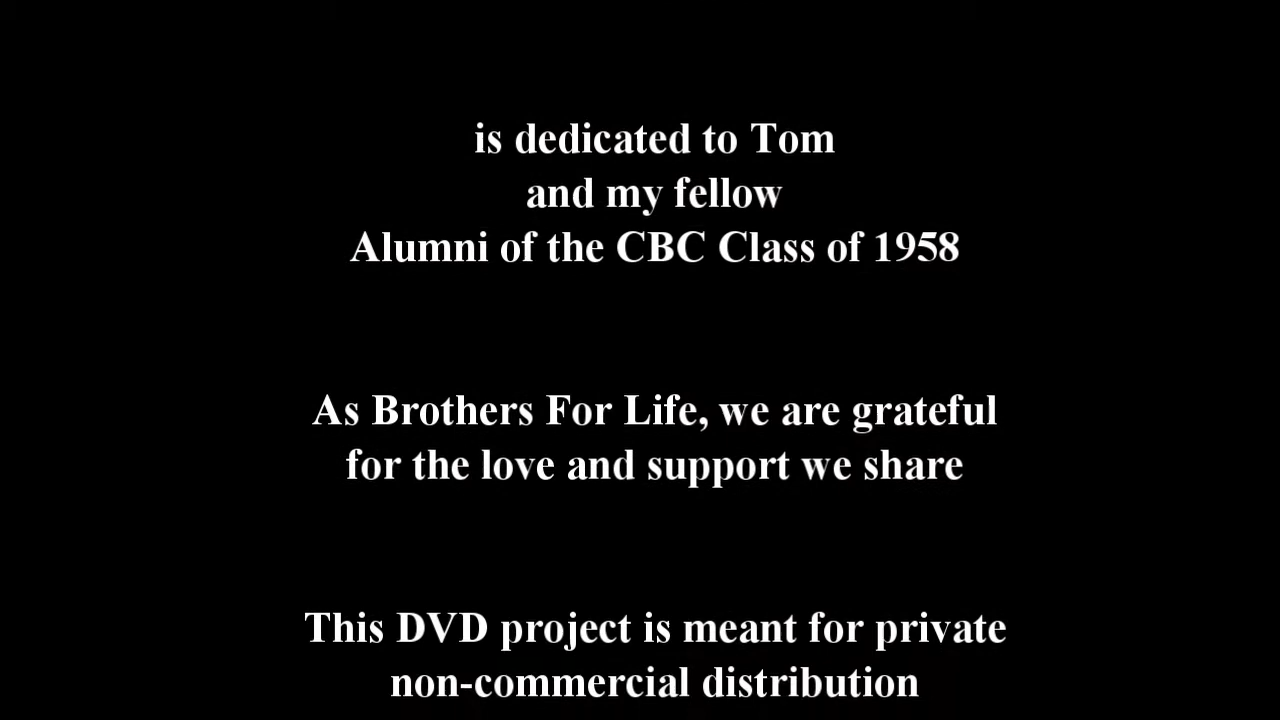 is dedicated to Tom
and my fellow
Alumni of the CBC Class of 1958
As Brothers For Life, we are grateful
for the love and support we share
This DVD project is meant for private
non-commercial distribution